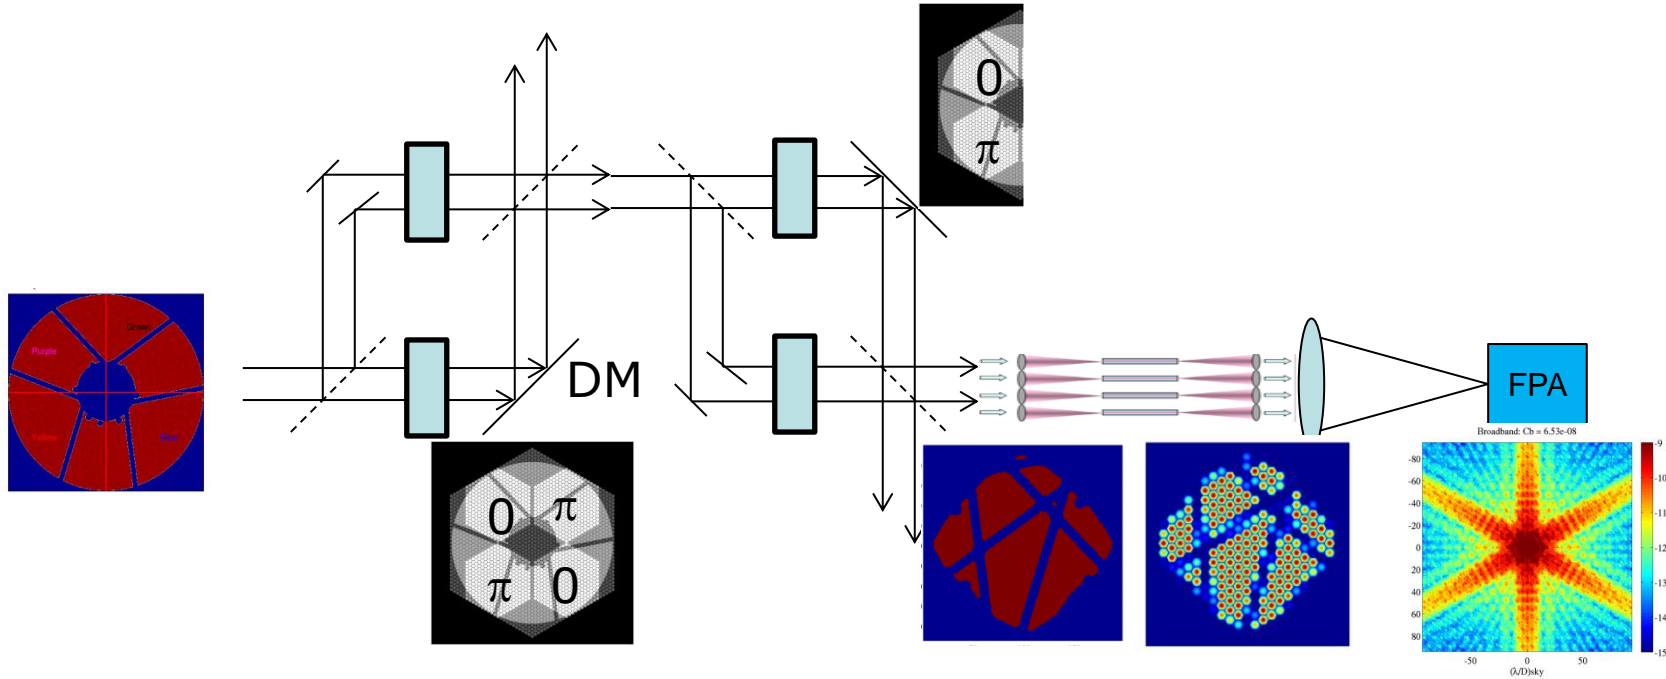 0
π
Green
Purple
Yellow
Blue
DM
FPA
0 π
π 0
Broadband: Cb = 6.53e-08
-80
-60
-40
-20
0
20
40
60
80
-50 0 50
(λ/D)sky
-9
-10
-11
-12
-13
-14
-15